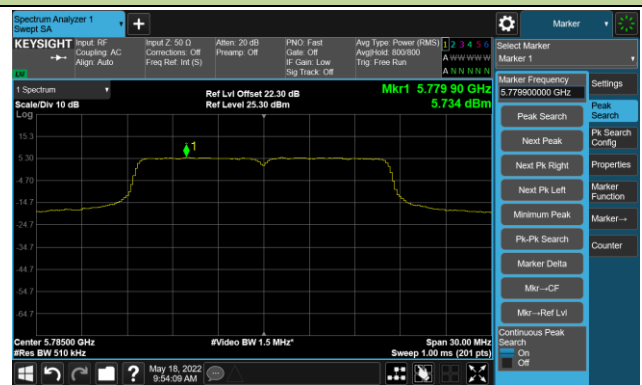 Spectrum Analyzer 1
Swept SA
Marker
KEYSIGHT
Input: RF
Coupling: AC
Align: Auto
Input Z: 50 Ω
Corrections: Off
Freq Ref: Int (S)
Atten: 20 dB
Preamp: Off
PNO: Fast
Gate: Off
IF Gain: Low
Sig Track: Off
Avg Type: Power (RMS)
Avg|Hold: 800/800
Trig: Free Run
1 2 3 4 5 6
A W W W W W
A N N N N N
LW
Select Marker
Marker 1
1 Spectrum
Scale/Div 10 dB
Log
Ref Lvl Offset 22.30 dB
Ref Level 25.30 dBm
Mkr1 5.779 90 GHz
5.734 dBm
1
15.3
5.30
-4.70
-14.7
-24.7
-34.7
-44.7
-54.7
-64.7
Center 5.78500 GHz
#Res BW 510 kHz
#Video BW 1.5 MHz*
Span 30.00 MHz
Sweep 1.00 ms (201 pts)
Marker Frequency
5.779900000 GHz
Peak Search
Next Peak
Next Pk Right
Next Pk Left
Minimum Peak
Pk-Pk Search
Marker Delta
Mkr→CF
Mkr→Ref Lvl
Continuous Peak
Search
On
Off
Settings
Peak
Search
Pk Search
Config
Properties
Marker
Function
Marker→
Counter
?
May 18, 2022
9:54:09 AM